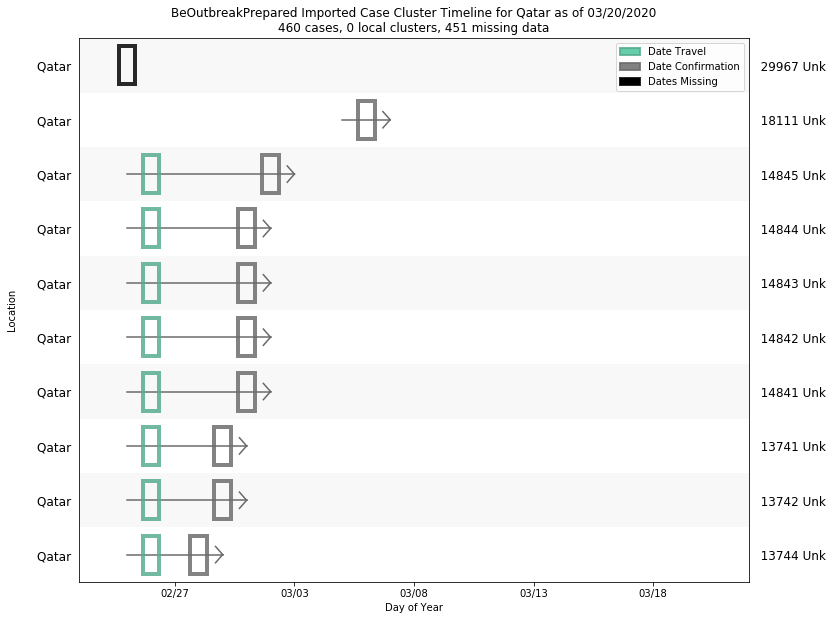 BeOutbreakPrepared Imported Case Cluster Timeline for Qatar as of 03/20/2020
460 cases, 0 local clusters, 451 missing data
Date Travel
Date Confirmation
Dates Missing
Qatar 29967 Unk
Qatar 18111 Unk
Qatar 14845 Unk
Qatar 14844 Unk
Qatar 14843 Unk
Qatar 14842 Unk
Qatar 14841 Unk
Qatar 13741 Unk
Qatar 13742 Unk
Qatar 13744 Unk
Location
02/27 03/03 03/08 03/13 03/18
Day of Year